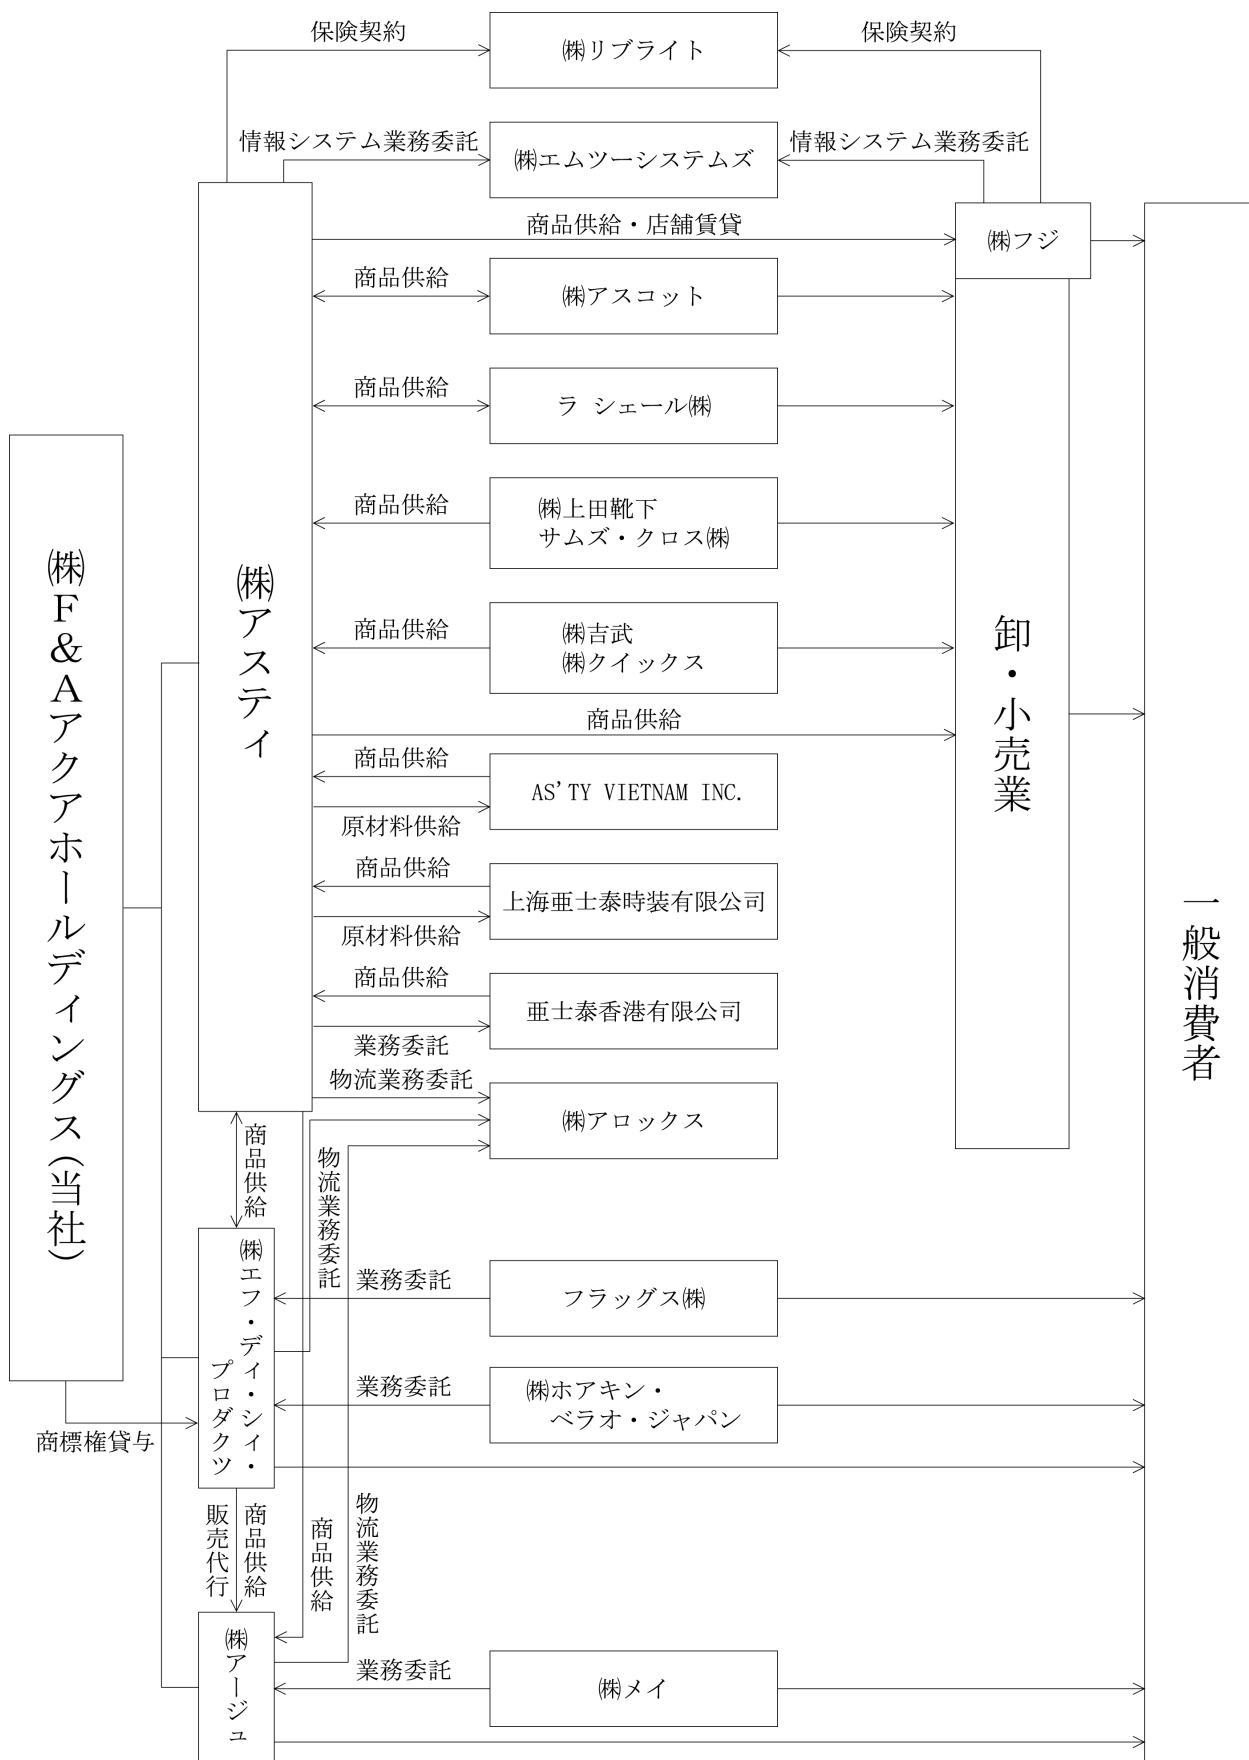 保険契約
㈱リブライト
保険契約
情報システム業務委託
㈱エムツーシステムズ
情報システム業務委託
商品供給・店舗賃貸
㈱フジ
商品供給
㈱アスコット
商品供給
ラ シェール㈱
商品供給
㈱上田靴下
サムズ・クロス㈱
商品供給
㈱吉武
㈱クイックス
商品供給
商品供給
AS'TY VIETNAM INC.
原材料供給
商品供給
上海亜士泰時装有限公司
原材料供給
商品供給
亜士泰香港有限公司
業務委託
物流業務委託
㈱アロックス
㈱F&Aアクアホールディングス(当社)
㈱アスティ
卸・小売業
一般消費者
商品供給
物流業務委託
㈱エフ・ディ・シィ・
プロダクツ
業務委託
フラッグス㈱
業務委託
㈱ホアキン・
ベラオ・ジャパン
商標権貸与
販売代行
商品供給
商品供給
物流業務委託
㈱アージュ
業務委託
㈱メイ